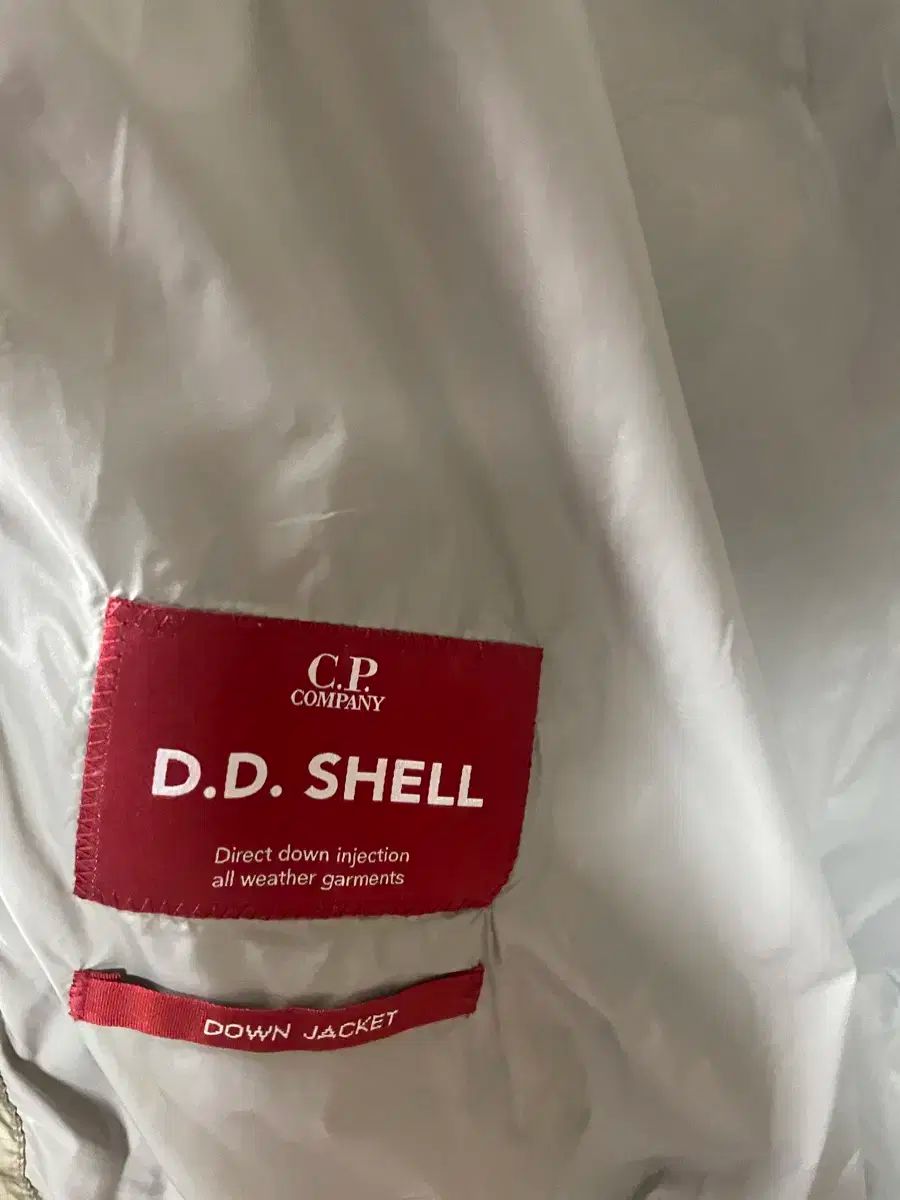 C.P.
COMPANY
D.D. SHELL
Direct down injection
all weather garments
DOWN JACKET